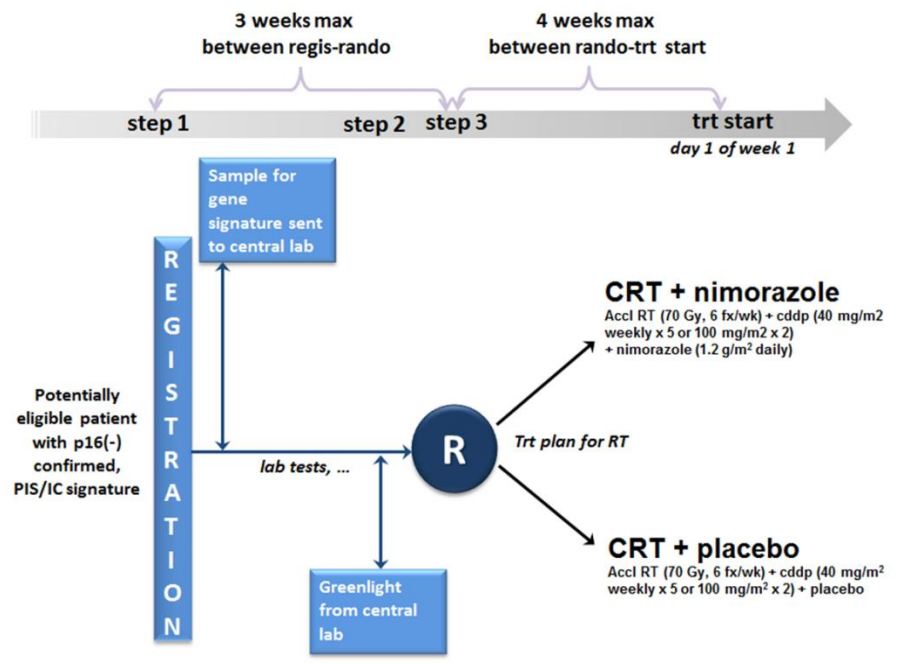 3 weeks max
between regis-rando
4 weeks max
between rando-trt start
step 1
step 2
step 3
trt start
day 1 of week 1
Sample for
gene
signature sent
to central lab
REGISTRATION
Potentially
eligible patient
with p16(-)
confirmed,
PIS/IC signature
lab tests, ...
R
Trt plan for RT
Greenlight
from central
lab
CRT + nimorazole
Accl RT (70 Gy, 6 fx/wk) + cddp (40 mg/m2
weekly x 5 or 100 mg/m2 x 2)
+ nimorazole (1.2 g/m² daily)
CRT + placebo
Accl RT (70 Gy, 6 fx/wk) + cddp (40 mg/m²
weekly x 5 or 100 mg/m² x 2) + placebo